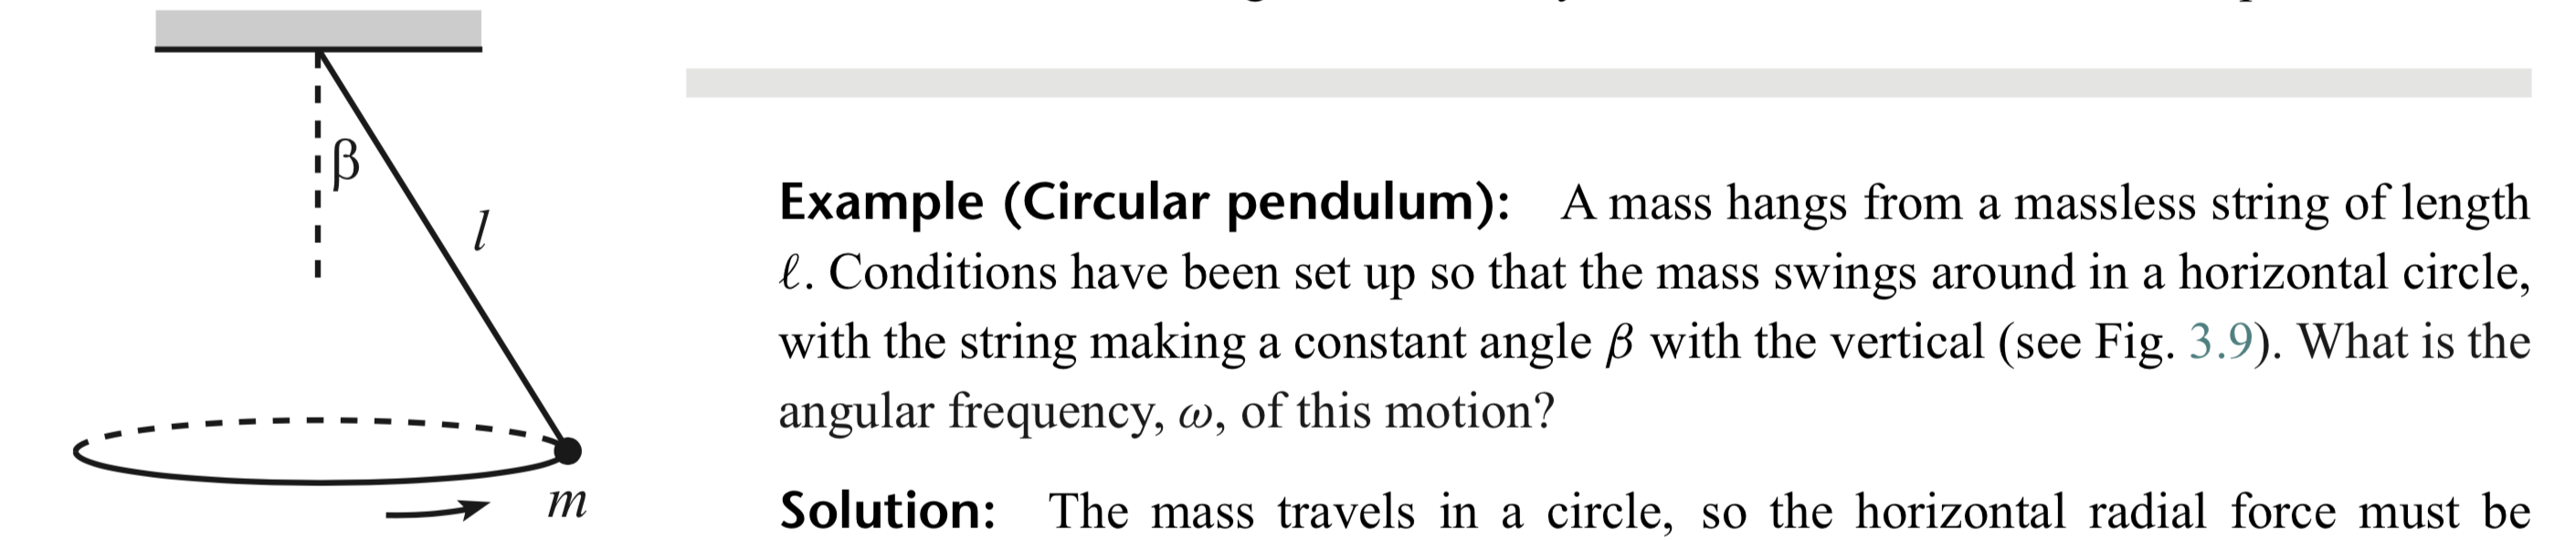 β
l
m
Example (Circular pendulum): A mass hangs from a massless string of length
ℓ. Conditions have been set up so that the mass swings around in a horizontal circle,
with the string making a constant angle β with the vertical (see Fig. 3.9). What is the
angular frequency, ω, of this motion?
Solution: The mass travels in a circle, so the horizontal radial force must be